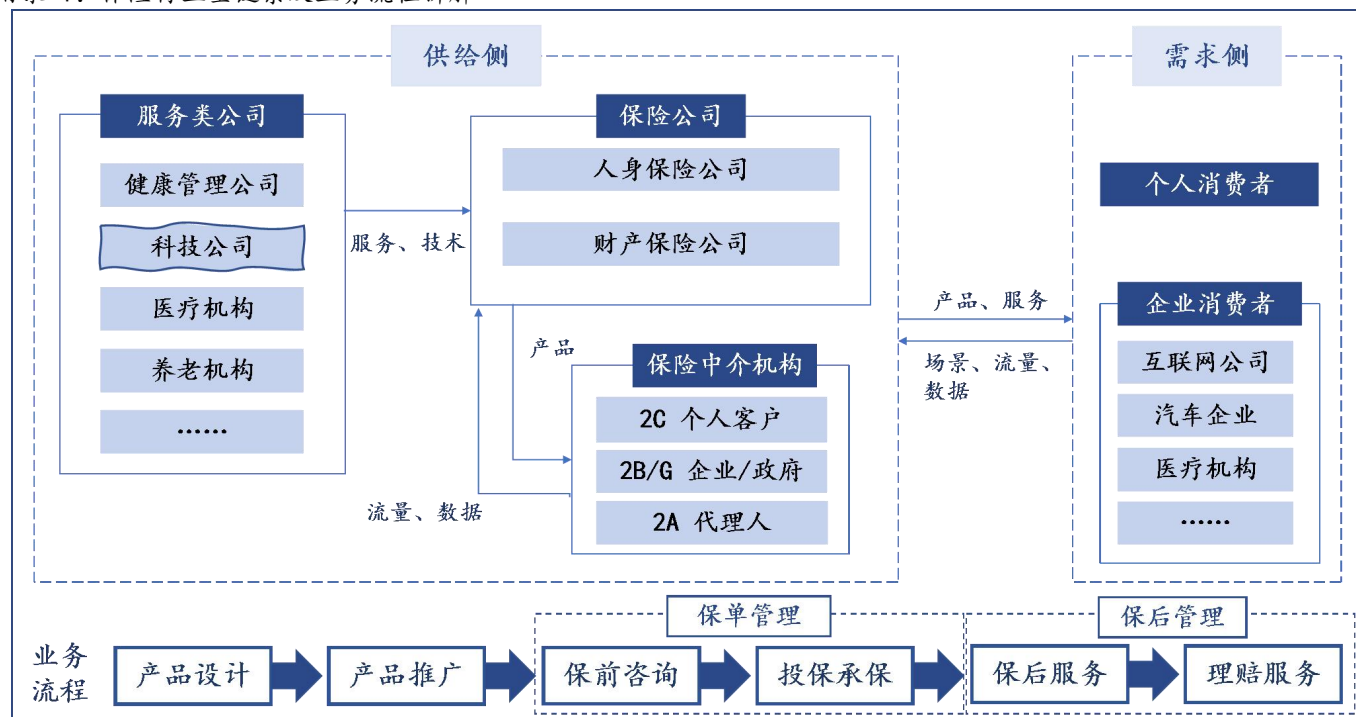 供给侧
需求侧
服务类公司
健康管理公司
科技公司
医疗机构
养老机构
……
服务、技术
保险公司
人身保险公司
财产保险公司
产品
流量、数据
保险中介机构
2C 个人客户
2B/G 企业/政府
2A 代理人
产品、服务
场景、流量、
数据
个人消费者
企业消费者
互联网公司
汽车企业
医疗机构
……
保单管理
保后管理
业务
流程
产品设计
产品推广
保前咨询
投保承保
保后服务
理赔服务